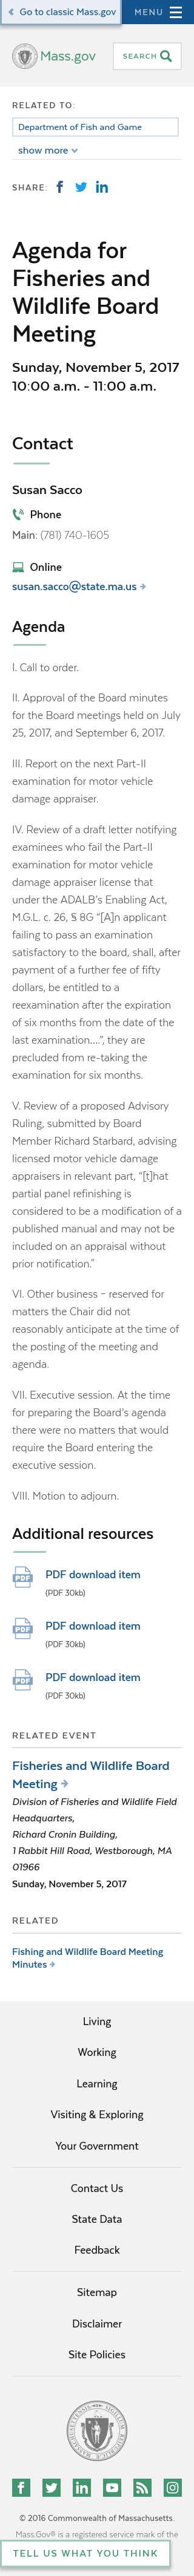 Go to classic Mass.gov
MENU
Mass.gov
SEARCH
RELATED TO:
Department of Fish and Game
show more
SHARE:
Agenda for
Fisheries and
Wildlife Board
Meeting
Sunday, November 5, 2017
10:00 a.m. - 11:00 a.m.
Contact
Susan Sacco
Phone
Main: (781) 740-1605
Online
susan.sacco@state.ma.us
Agenda
I. Call to order.
II. Approval of the Board minutes
for the Board meetings held on July
25, 2017, and September 6, 2017.
III. Report on the next Part-II
examination for motor vehicle
damage appraiser.
IV. Review of a draft letter notifying
examinees who fail the Part-II
examination for motor vehicle
damage appraiser license that
under the ADALB's Enabling Act,
M.G.L. c. 26, § 8G "[A]n applicant
failing to pass an examination
satisfactory to the board, shall, after
payment of a further fee of fifty
dollars, be entitled to a
reexamination after the expiration
of six months from the date of the
last examination….", they are
precluded from re-taking the
examination for six months.
V. Review of a proposed Advisory
Ruling, submitted by Board
Member Richard Starbard, advising
licensed motor vehicle damage
appraisers in relevant part, "[t]hat
partial panel refinishing is
considered to be a modification of a
published manual and may not be
included on an appraisal without
prior notification."
VI. Other business – reserved for
matters the Chair did not
reasonably anticipate at the time of
the posting of the meeting and
agenda.
VII. Executive session. At the time
for preparing the Board's agenda
there were no matters that would
require the Board entering the
executive session.
VIII. Motion to adjourn.
Additional resources
PDF
PDF download item
(PDF 30kb)
PDF
PDF download item
(PDF 30kb)
PDF
PDF download item
(PDF 30kb)
RELATED EVENT
Fisheries and Wildlife Board
Meeting
Division of Fisheries and Wildlife Field
Headquarters,
Richard Cronin Building,
1 Rabbit Hill Road, Westborough, MA
01966
Sunday, November 5, 2017
RELATED
Fishing and Wildlife Board Meeting
Minutes
Living
Working
Learning
Visiting & Exploring
Your Government
Contact Us
State Data
Feedback
Sitemap
Disclaimer
State Policies
© 2016 Commonwealth of Massachusetts.
Mass.Gov® is a registered service mark of the
TELL US WHAT YOU THINK